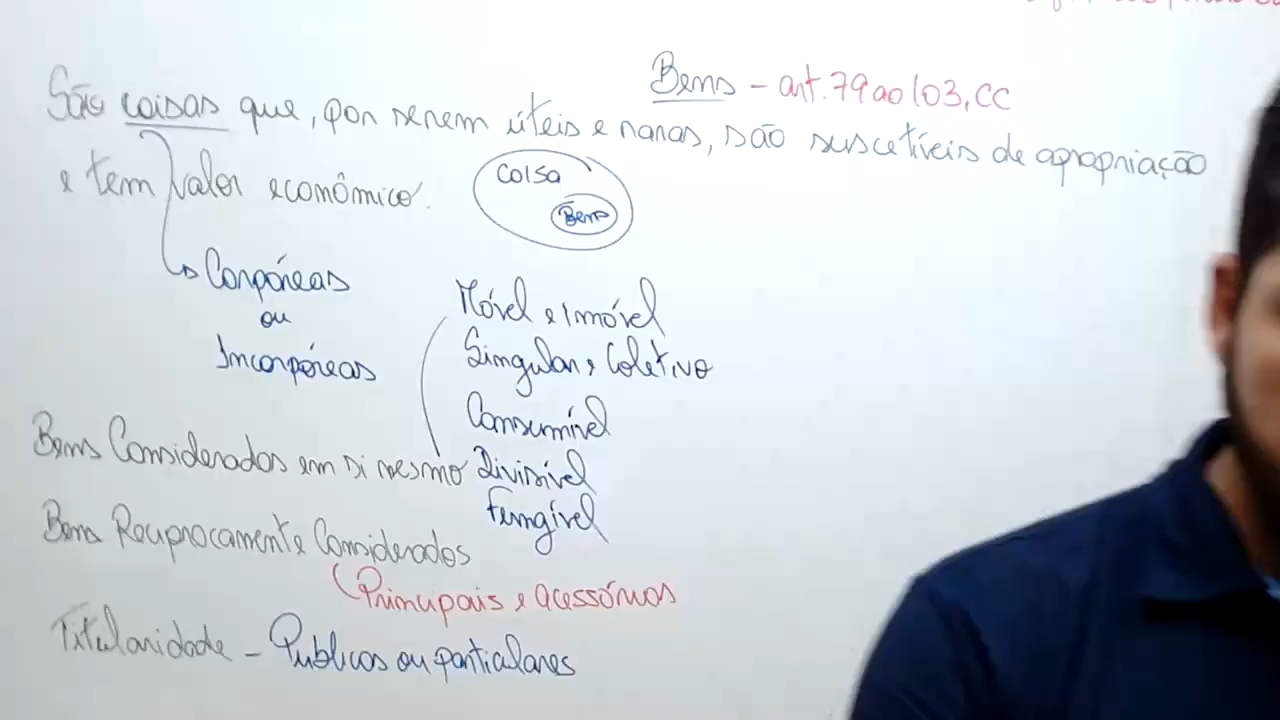 Bens - art. 79 ao 103, CC
São coisas que, por serem úteis e raras, são suscetíveis de apropriação
e tem valor econômico.
Coisa
Bens
Corpóreas
ou
Incorpóreas
Móvel e Imóvel
Singular e Coletivo
Consumível
Bens Considerados em si mesmo Divisível
Fungível
Bens Reciprocamente Considerados
Principais e acessórios
Titularidade - Públicos ou particulares